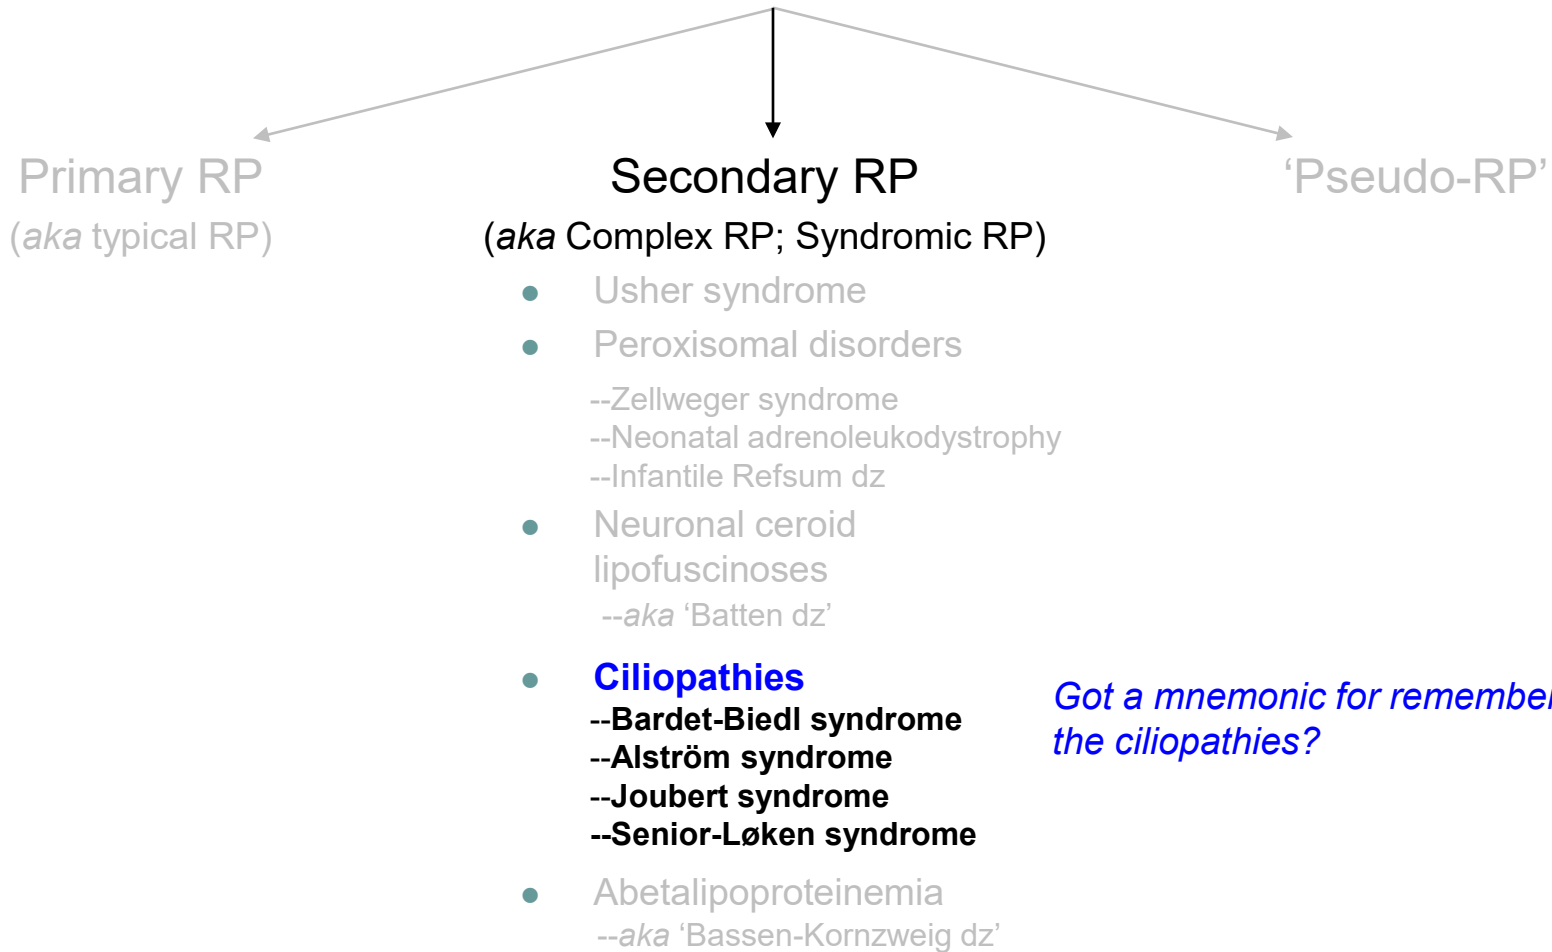 Primary RP
(aka typical RP)
Secondary RP
(aka Complex RP; Syndromic RP)
‘Pseudo-RP’
● Usher syndrome
● Peroxisomal disorders
--Zellweger syndrome
--Neonatal adrenoleukodystrophy
--Infantile Refsum dz
● Neuronal ceroid
lipofuscinoses
--aka ‘Batten dz’
● Ciliopathies
--Bardet-Biedl syndrome
--Alström syndrome
--Joubert syndrome
--Senior-Løken syndrome
Got a mnemonic for remember
the ciliopathies?
● Abetalipoproteinemia
--aka ‘Bassen-Kornzweig dz’